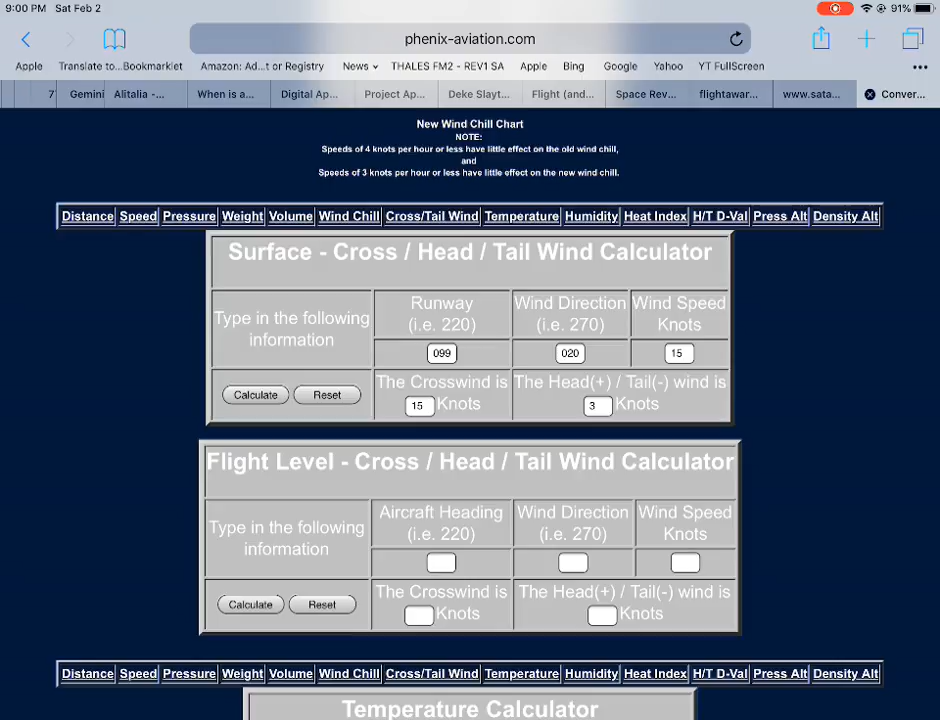 9:00 PM Sat Feb 2
91%
phenix-aviation.com
Apple Translate to...Bookmarklet Amazon: Ad...t or Registry News THALES FM2 - REV1 SA Apple Bing Google Yahoo YT FullScreen
7 Gemini Alitalia -... When is a... Digital Ap... Project Ap... Deke Slayt... Flight (and... Space Rev... flightawar... www.sata... Conver...
New Wind Chill Chart
NOTE:
Speeds of 4 knots per hour or less have little effect on the old wind chill,
and
Speeds of 3 knots per hour or less have little effect on the new wind chill.
Distance Speed Pressure Weight Volume Wind Chill Cross/Tail Wind Temperature Humidity Heat Index H/T D-Val Press Alt Density Alt
Surface - Cross / Head / Tail Wind Calculator
Type in the following
information
Runway
(i.e. 220)
Wind Direction
(i.e. 270)
Wind Speed
Knots
099 020 15
Calculate Reset
The Crosswind is
15 Knots
The Head(+) / Tail(-) wind is
3 Knots
Flight Level - Cross / Head / Tail Wind Calculator
Type in the following
information
Aircraft Heading
(i.e. 220)
Wind Direction
(i.e. 270)
Wind Speed
Knots
Calculate Reset
The Crosswind is
Knots
The Head(+) / Tail(-) wind is
Knots
Distance Speed Pressure Weight Volume Wind Chill Cross/Tail Wind Temperature Humidity Heat Index H/T D-Val Press Alt Density Alt
Temperature Calculator